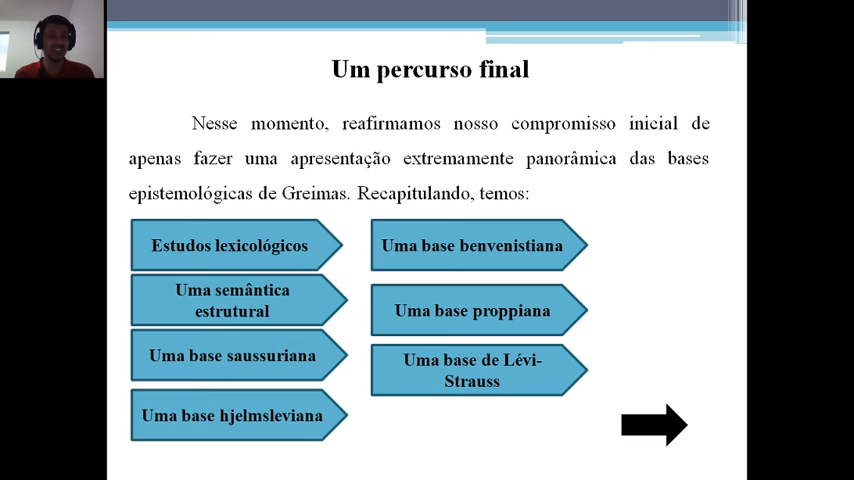 Um percurso final
Nesse momento, reafirmamos nosso compromisso inicial de
apenas fazer uma apresentação extremamente panorâmica das bases
epistemológicas de Greimas. Recapitulando, temos:
Estudos lexicológicos
Uma semântica
estrutural
Uma base saussuriana
Uma base hjelmsleviana
Uma base benvenistiana
Uma base proppiana
Uma base de Lévi-
Strauss